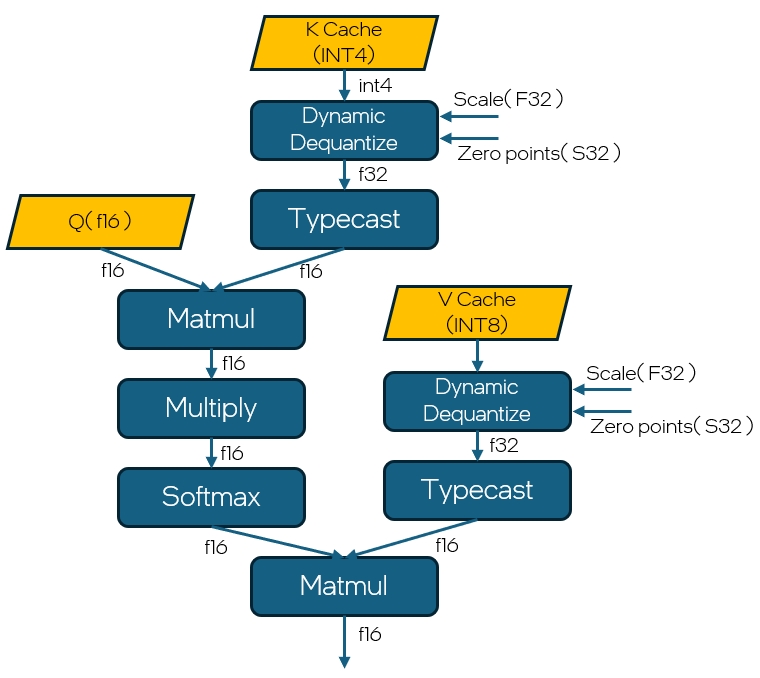 K Cache
(INT4)
int4
Dynamic
Dequantize
Scale(F32)
Zero points(S32)
f32
Typecast
Q(f16)
f16
f16
Matmul
f16
Multiply
f16
Softmax
f16
V Cache
(INT8)
Dynamic
Dequantize
Scale(F32)
Zero points(S32)
f32
Typecast
f16
Matmul
f16